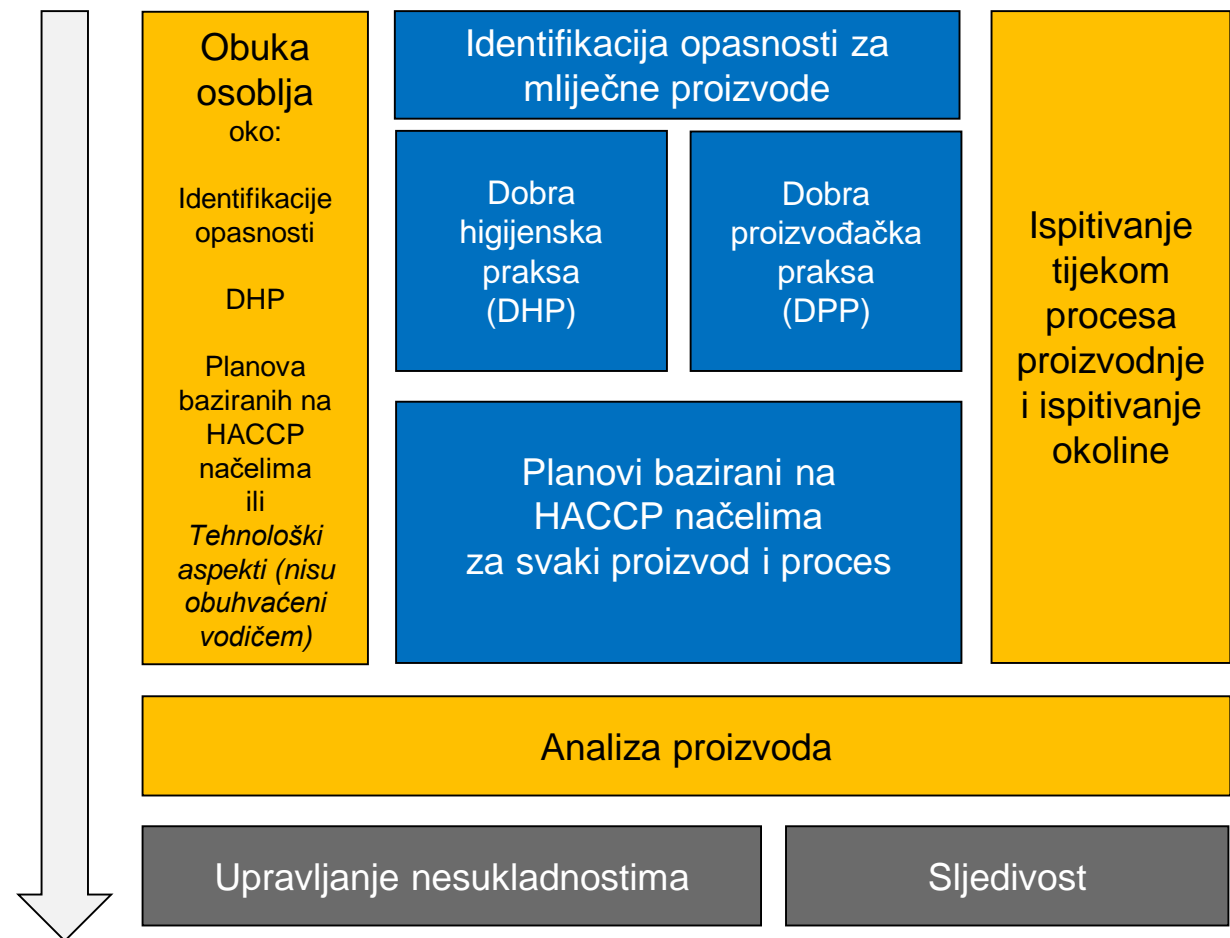 Obuka
osoblja
oko:
Identifikacije
opasnosti
DHP
Planova
baziranih na
HACCP
načelima
ili
Tehnološki
aspekti (nisu
obuhvaćeni
vodičem)
Identifikacija opasnosti za
mliječne proizvode
Dobra
higijenska
praksa
(DHP)
Dobra
proizvođačka
praksa
(DPP)
Planovi bazirani na
HACCP načelima
za svaki proizvod i proces
Ispitivanje
tijekom
procesa
proizvodnje
i ispitivanje
okoline
Analiza proizvoda
Upravljanje nesukladnostima
Sljedivost